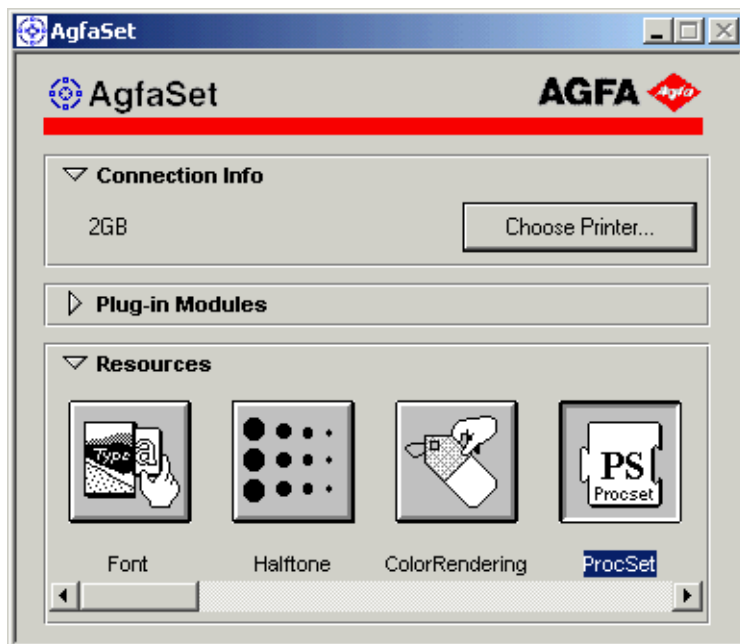 AgfaSet
AgfaSet AGFA Agfa
Connection Info
2GB Choose Printer...
Plug-in Modules
Resources
Type a PS
Procset
Font Halftone ColorRendering ProcSet